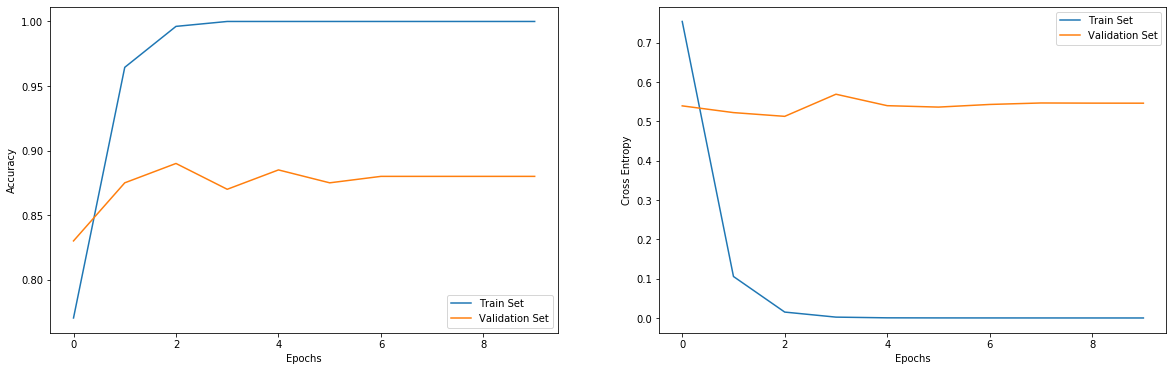 1.00
0.95
0.90
0.85
0.80
Accuracy
0 2 4 6 8
Epochs
Train Set
Validation Set
0.7
0.6
0.5
0.4
0.3
0.2
0.1
0.0
Cross Entropy
0 2 4 6 8
Epochs
Train Set
Validation Set